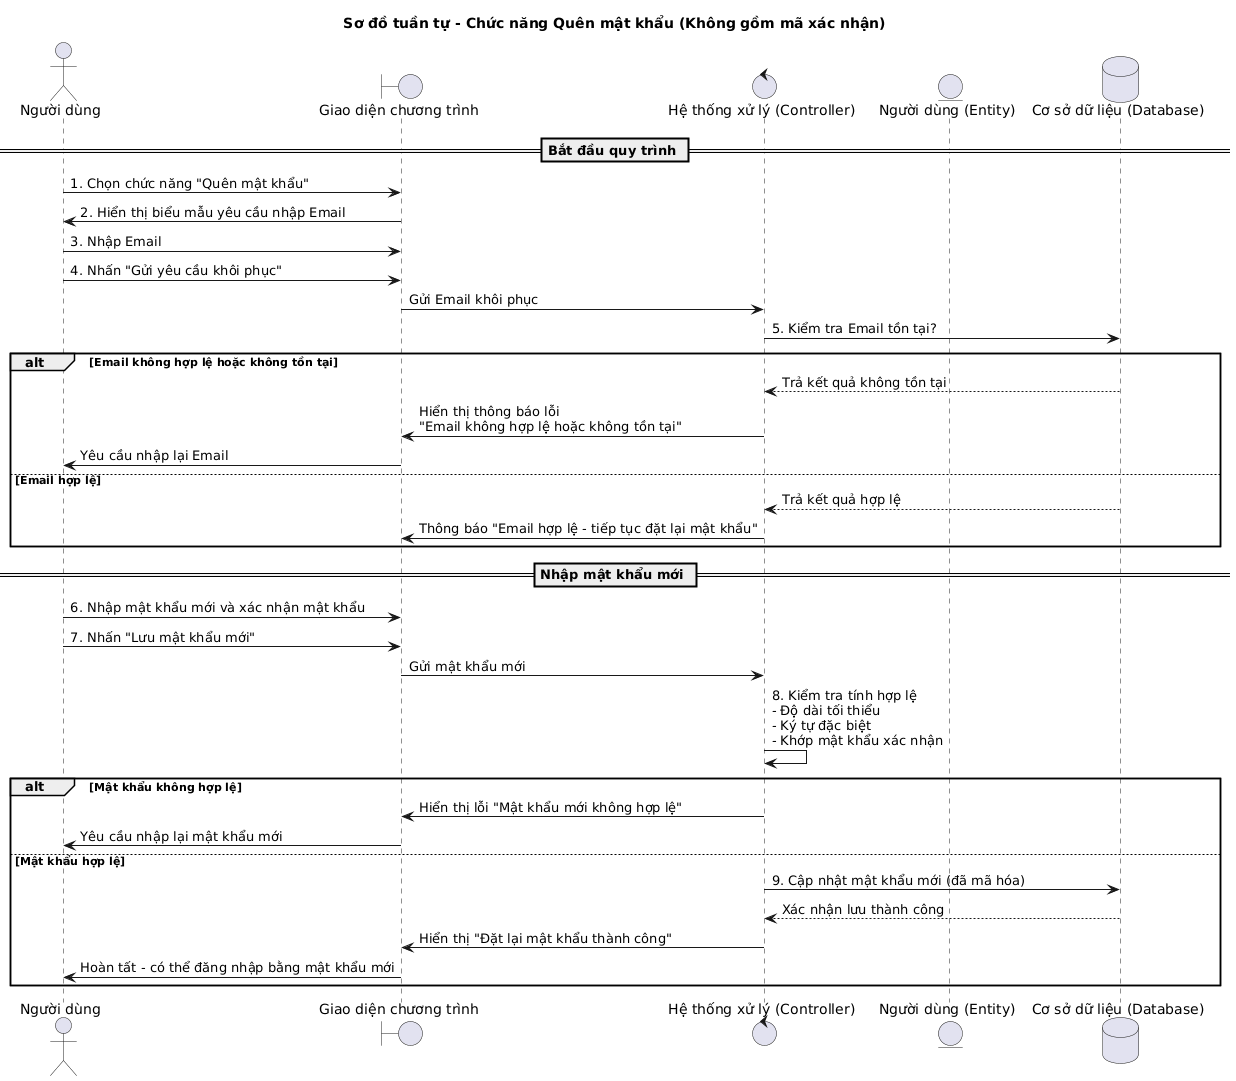 Sơ đồ tuần tự - Chức năng Quên mật khẩu (Không gồm mã xác nhận)
Người dùng
Giao diện chương trình
Hệ thống xử lý (Controller)
Người dùng (Entity)
Cơ sở dữ liệu (Database)
Bắt đầu quy trình
1. Chọn chức năng "Quên mật khẩu"
2. Hiển thị biểu mẫu yêu cầu nhập Email
3. Nhập Email
4. Nhấn "Gửi yêu cầu khôi phục"
Gửi Email khôi phục
5. Kiểm tra Email tồn tại?
alt
[Email không hợp lệ hoặc không tồn tại]
Trả kết quả không tồn tại
Hiển thị thông báo lỗi
"Email không hợp lệ hoặc không tồn tại"
Yêu cầu nhập lại Email
[Email hợp lệ]
Trả kết quả hợp lệ
Thông báo "Email hợp lệ - tiếp tục đặt lại mật khẩu"
Nhập mật khẩu mới
6. Nhập mật khẩu mới và xác nhận mật khẩu
7. Nhấn "Lưu mật khẩu mới"
Gửi mật khẩu mới
8. Kiểm tra tính hợp lệ
- Độ dài tối thiểu
- Ký tự đặc biệt
- Khớp mật khẩu xác nhận
alt
[Mật khẩu không hợp lệ]
Hiển thị lỗi "Mật khẩu mới không hợp lệ"
Yêu cầu nhập lại mật khẩu mới
[Mật khẩu hợp lệ]
9. Cập nhật mật khẩu mới (đã mã hóa)
Xác nhận lưu thành công
Hiển thị "Đặt lại mật khẩu thành công"
Hoàn tất - có thể đăng nhập bằng mật khẩu mới
Người dùng
Giao diện chương trình
Hệ thống xử lý (Controller)
Người dùng (Entity)
Cơ sở dữ liệu (Database)